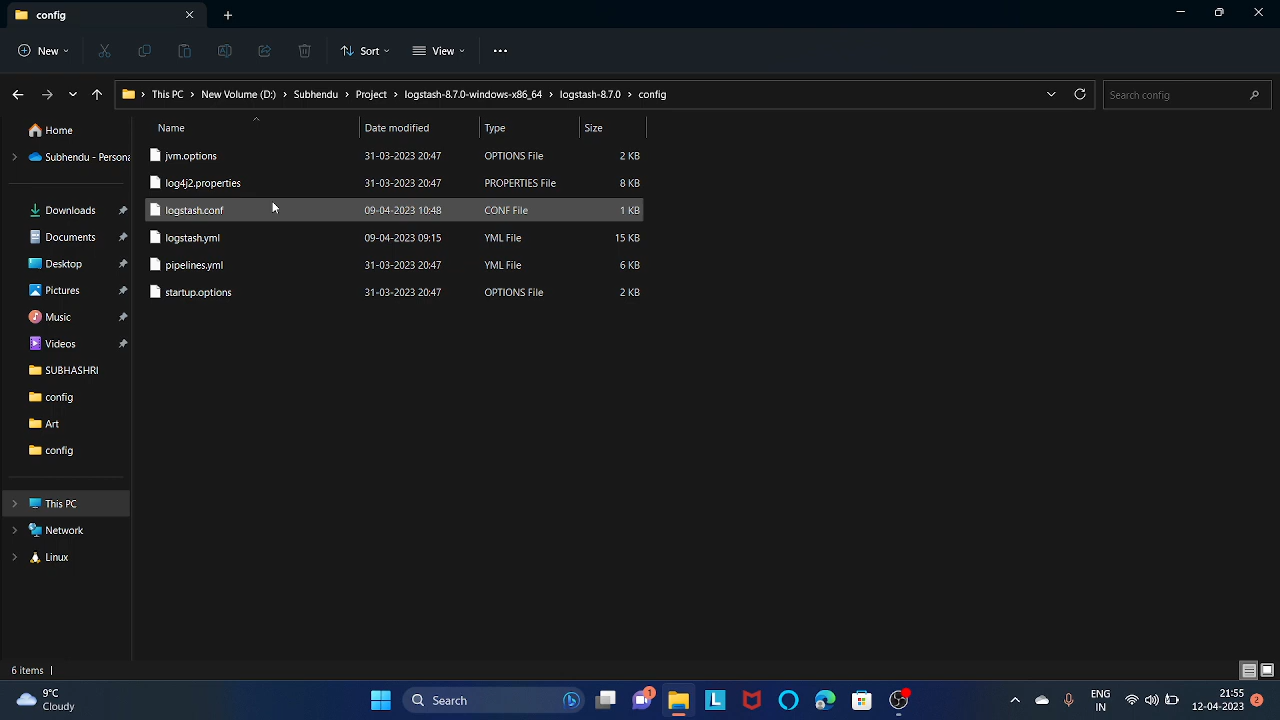 config
New
Sort
View
This PC
New Volume (D:)
Subhendu
Project
logstash-8.7.0-windows-x86_64
logstash-8.7.0
config
Search config
Home
Subhendu - Persona
Downloads
Documents
Desktop
Pictures
Music
Videos
SUBHASHRI
config
Art
config
This PC
Network
Linux
Name Date modified Type Size
jvm.options 31-03-2023 20:47 OPTIONS File 2 KB
log4j2.properties 31-03-2023 20:47 PROPERTIES File 8 KB
logstash.conf 09-04-2023 10:48 CONF File 1 KB
logstash.yml 09-04-2023 09:15 YML File 15 KB
pipelines.yml 31-03-2023 20:47 YML File 6 KB
startup.options 31-03-2023 20:47 OPTIONS File 2 KB
6 items
9°C
Cloudy
Search
1
L
ENG
IN
21:55
12-04-2023
2